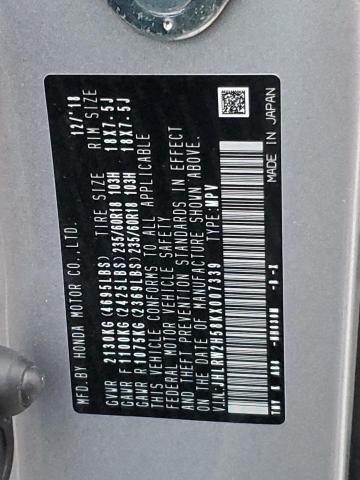 MFD.BY HONDA MOTOR CO.,LTD. 12/'18
TIRE SIZE RIM SIZE
GVWR 2130KG(4695LBS)
GAWR F 1100KG(2425LBS)235/60R18 103H 18X7.5J
GAWR R 1075KG(2369LBS)235/60R18 103H 18X7.5J
THIS VEHICLE CONFORMS TO ALL APPLICABLE
FEDERAL MOTOR VEHICLE SAFETY
AND THEFT PREVENTION STANDARDS IN EFFECT
ON THE DATE OF MANUFACTURE SHOWN ABOVE.
V.I.N:JHLRW2H58KX007339 TYPE:MPV
MADE IN JAPAN